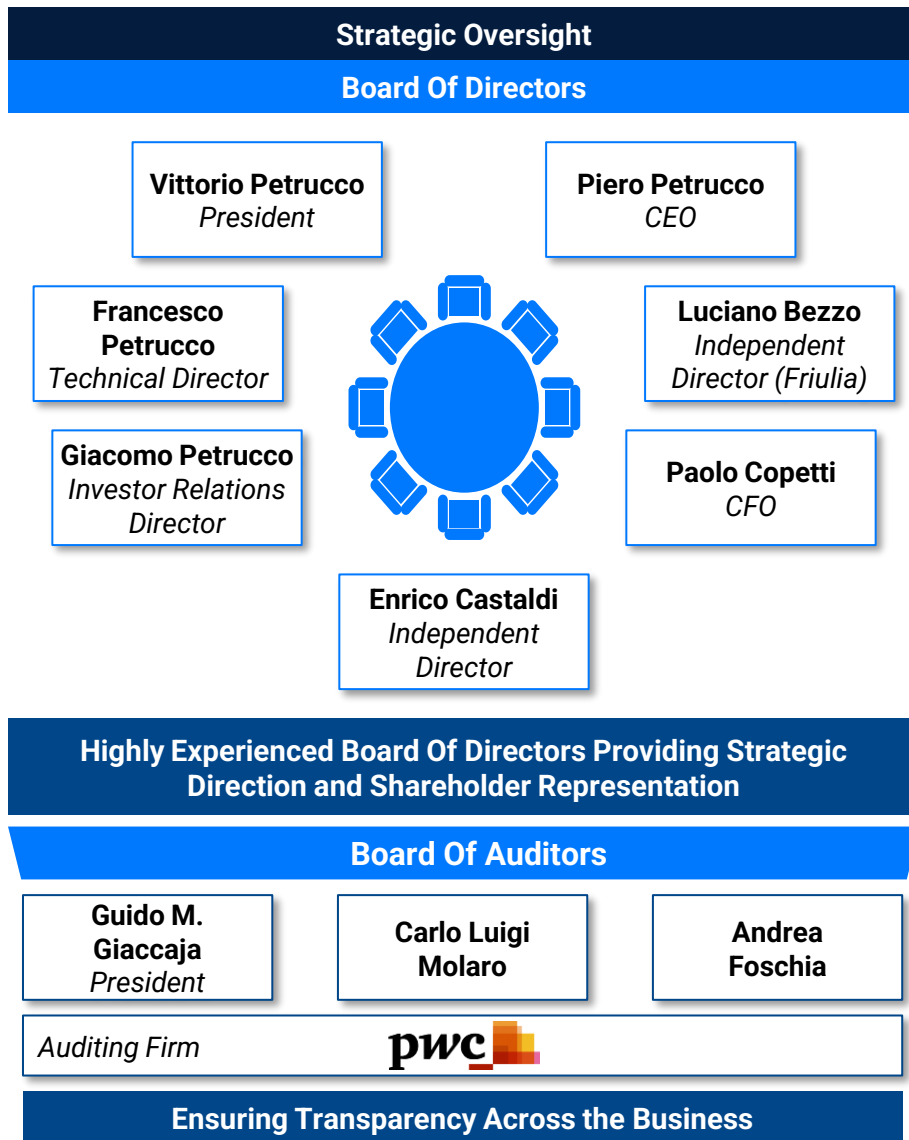 Strategic Oversight
Board Of Directors
Vittorio Petrucco
President
Piero Petrucco
CEO
Francesco
Petrucco
Technical Director
Luciano Bezzo
Independent
Director (Friulia)
Giacomo Petrucco
Investor Relations
Director
Paolo Copetti
CFO
Enrico Castaldi
Independent
Director
Highly Experienced Board Of Directors Providing Strategic
Direction and Shareholder Representation
Board Of Auditors
Guido M.
Giaccaja
President
Carlo Luigi
Molaro
Andrea
Foschia
Auditing Firm
pwc
Ensuring Transparency Across the Business